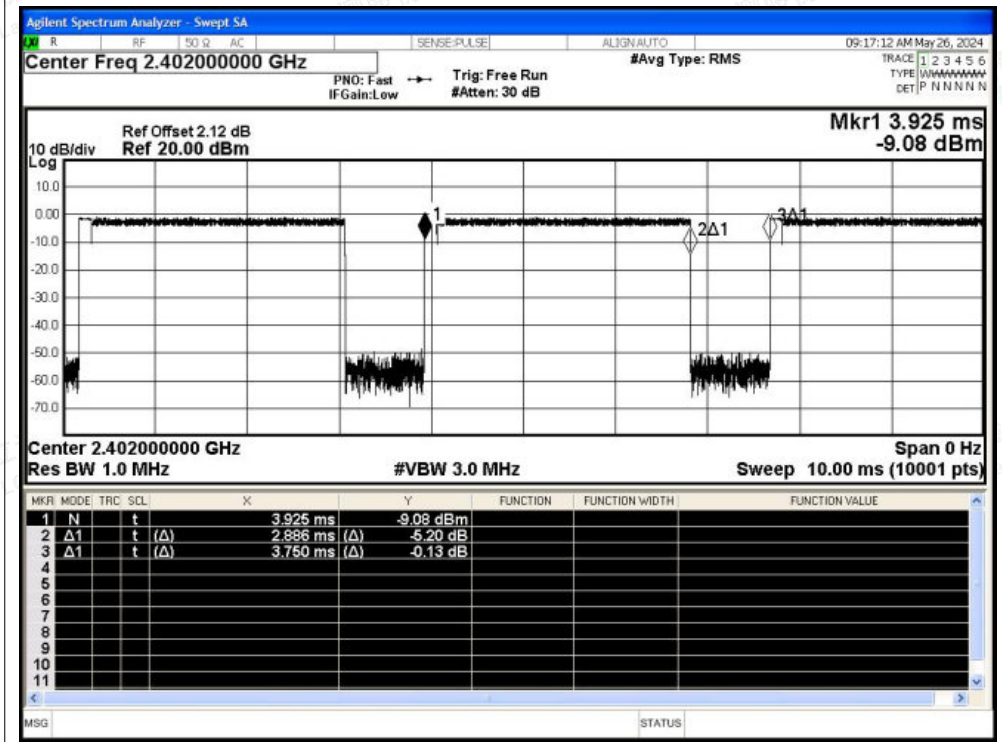 Agilent Spectrum Analyzer - Swept SA
LXI R RF 50 Ω AC SENSE:PULSE ALIGN AUTO 09:17:12 AM May 26, 2024
Center Freq 2.402000000 GHz #Avg Type: RMS TRACE 1 2 3 4 5 6
PNO: Fast Trig: Free Run TYPE WWWWWW
IFGain:Low #Atten: 30 dB DET P N N N N N
Mkr1 3.925 ms
Ref Offset 2.12 dB
10 dB/div Ref 20.00 dBm -9.08 dBm
Log
10.0
0.00 1 3Δ1
2Δ1
-10.0
-20.0
-30.0
-40.0
-50.0
-60.0
-70.0
Center 2.402000000 GHz Span 0 Hz
Res BW 1.0 MHz #VBW 3.0 MHz Sweep 10.00 ms (10001 pts)
MKR MODE TRC SCL X Y FUNCTION FUNCTION WIDTH FUNCTION VALUE
1 N t 3.925 ms -9.08 dBm
2 Δ1 t (Δ) 2.886 ms (Δ) -5.20 dB
3 Δ1 t (Δ) 3.750 ms (Δ) -0.13 dB
4
5
6
7
8
9
10
11
MSG STATUS